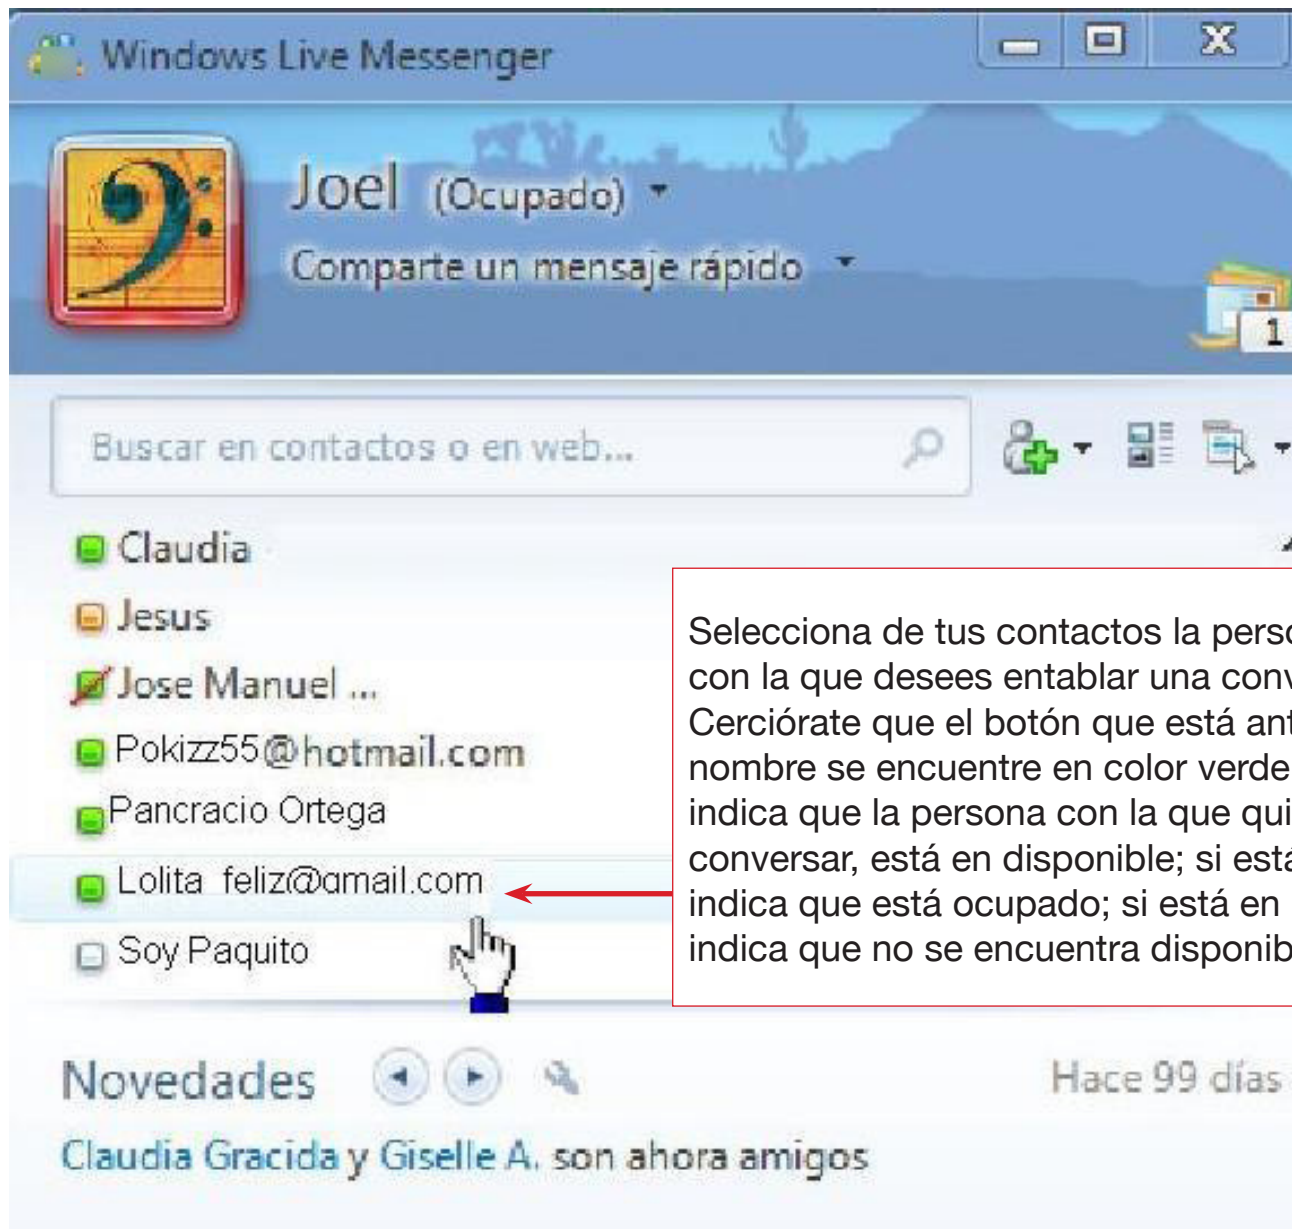 Windows Live Messenger
Joel (Ocupado)
Comparte un mensaje rápido
1
Buscar en contactos o en web...
Claudia
Jesus
Jose Manuel ...
Pokizz55@hotmail.com
Pancracio Ortega
Lolita feliz@gmail.com
Soy Paquito
Selecciona de tus contactos la perso
con la que desees entablar una conv
Cerciórate que el botón que está ant
nombre se encuentre en color verde
indica que la persona con la que qui
conversar, está en disponible; si está
indica que está ocupado; si está en
indica que no se encuentra disponib
Novedades
Hace 99 días
Claudia Gracida y Giselle A. son ahora amigos